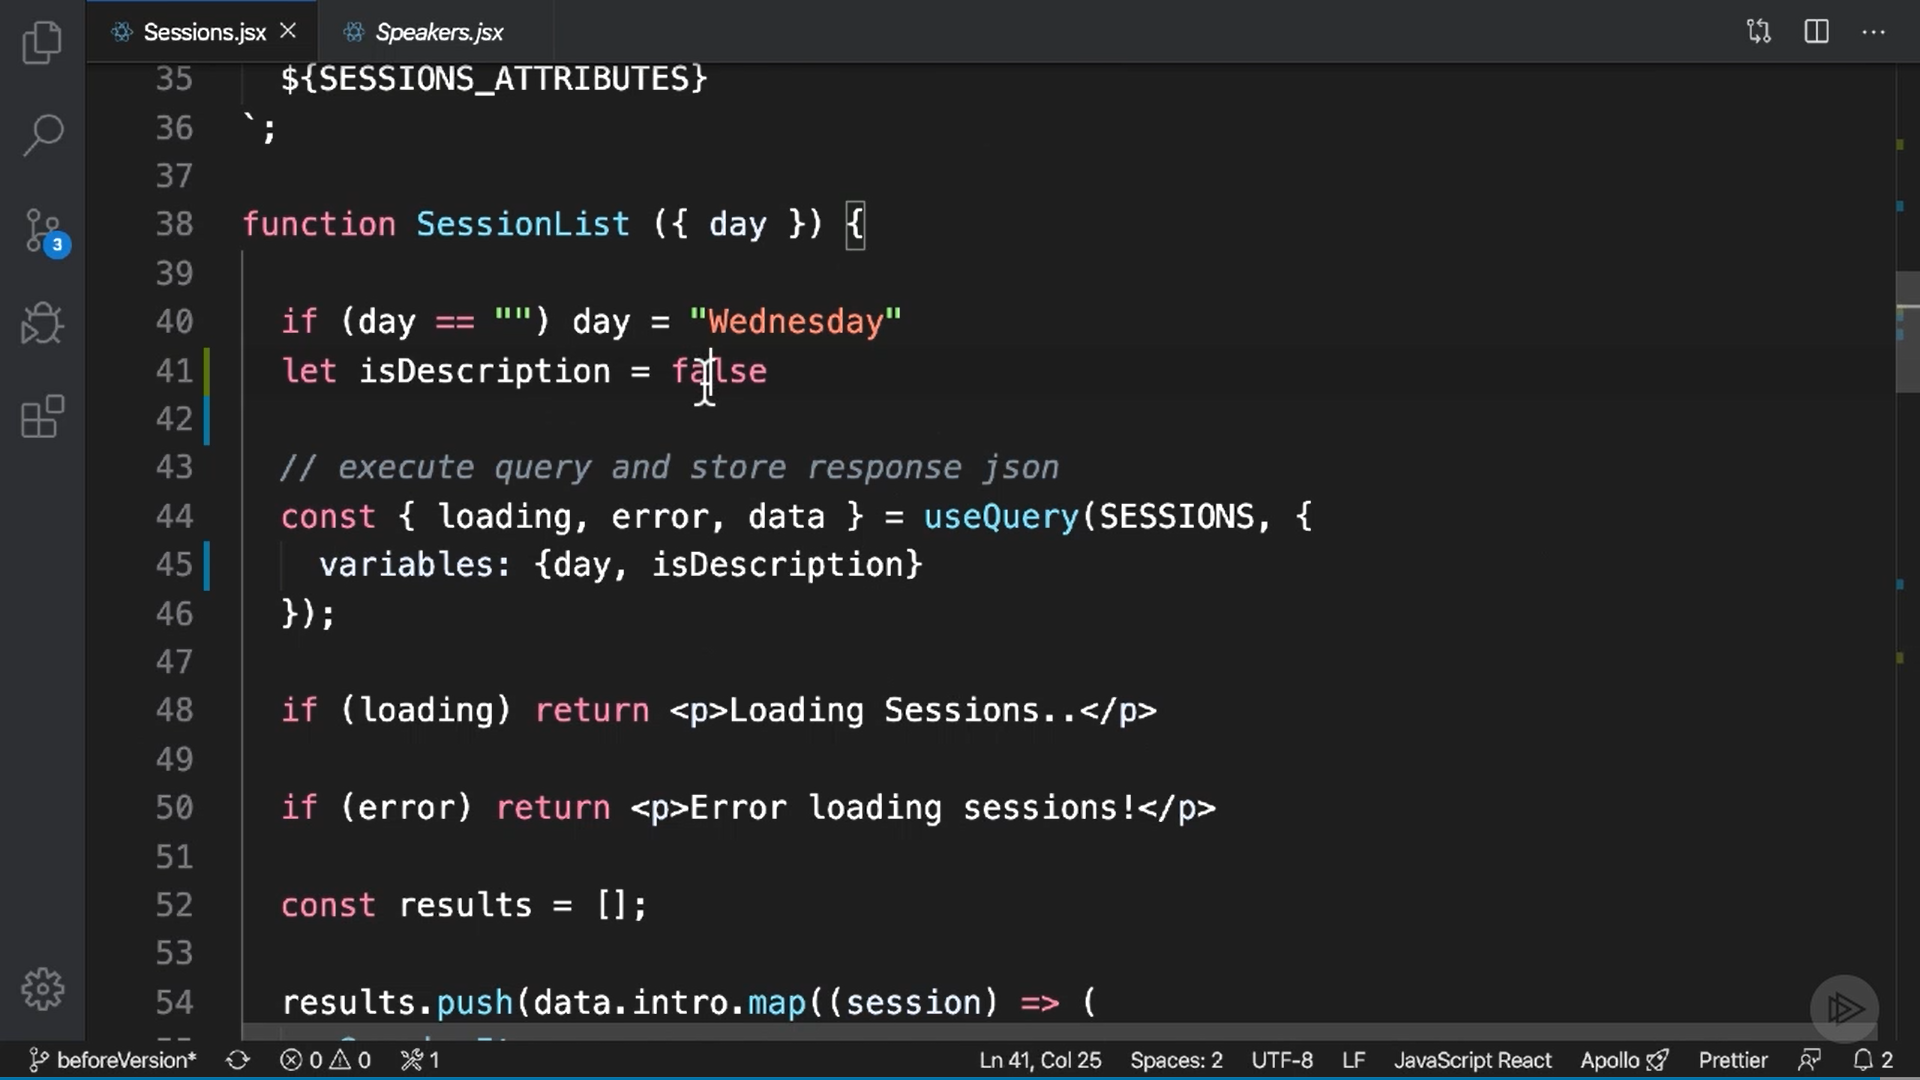 Sessions.jsx
Speakers.jsx
35 ${SESSIONS_ATTRIBUTES}
36 `;
37
38 function SessionList ({ day }) {
39
40 if (day == "") day = "Wednesday"
41 let isDescription = false
42
43 // execute query and store response json
44 const { loading, error, data } = useQuery(SESSIONS, {
45 variables: {day, isDescription}
46 });
47
48 if (loading) return <p>Loading Sessions..</p>
49
50 if (error) return <p>Error loading sessions!</p>
51
52 const results = [];
53
54 results.push(data.intro.map((session) => (
3
beforeVersion* 0 0 1 Ln 41, Col 25 Spaces: 2 UTF-8 LF JavaScript React Apollo Prettier 2